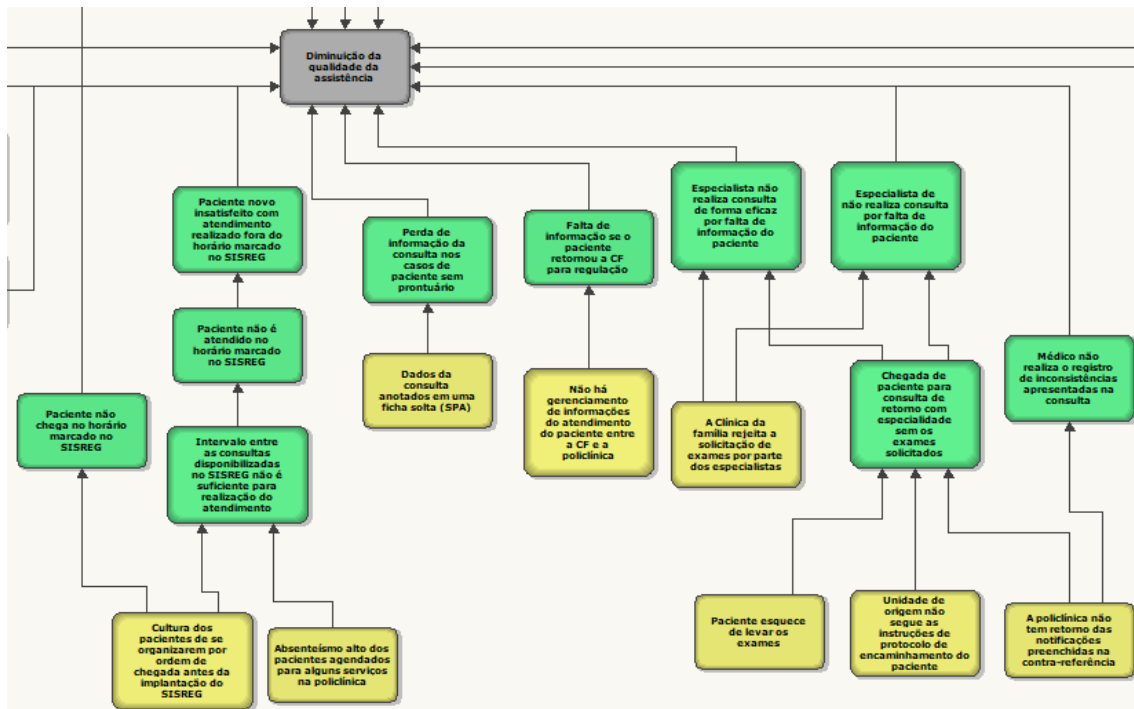 Diminuição da
qualidade da
assistência
Paciente novo
insatisfeito com
atendimento
realizado fora do
horário marcado
no SISREG
Perda de
informação da
consulta nos
casos de
paciente sem
prontuário
Falta de
informação se o
paciente
retornou a CF
para regulação
Especialista não
realiza consulta
de forma eficaz
por falta de
informação do
paciente
Especialista de
não realiza consulta
por falta de
informação do
paciente
Paciente não é
atendido no
horário marcado
no SISREG
Médico não
realiza o registro
de inconsistências
apresentadas na
consulta
Dados da
consulta
anotados em uma
ficha solta (SPA)
Não há
gerenciamento
de informações
do atendimento
do paciente entre
a CF e a
policlínica
Chegada de
paciente para
consulta de
retorno com
especialidade
sem os
exames
solicitados
Paciente não
chega no horário
marcado no
SISREG
A Clínica da
família rejeita a
solicitação de
exames por parte
dos especialistas
Intervalo entre
as consultas
disponibilizadas
no SISREG não é
suficiente para
realização do
atendimento
Cultura dos
pacientes de se
organizarem por
ordem de
chegada antes da
implantação do
SISREG
Absenteísmo alto dos
pacientes agendados
para alguns serviços
na policlínica
Paciente esquece
de levar os
exames
Unidade de
origem não
segue as
instruções de
protocolo de
encaminhamento do
paciente
A policlínica não
tem retorno das
notificações
preenchidas na
contra-referência